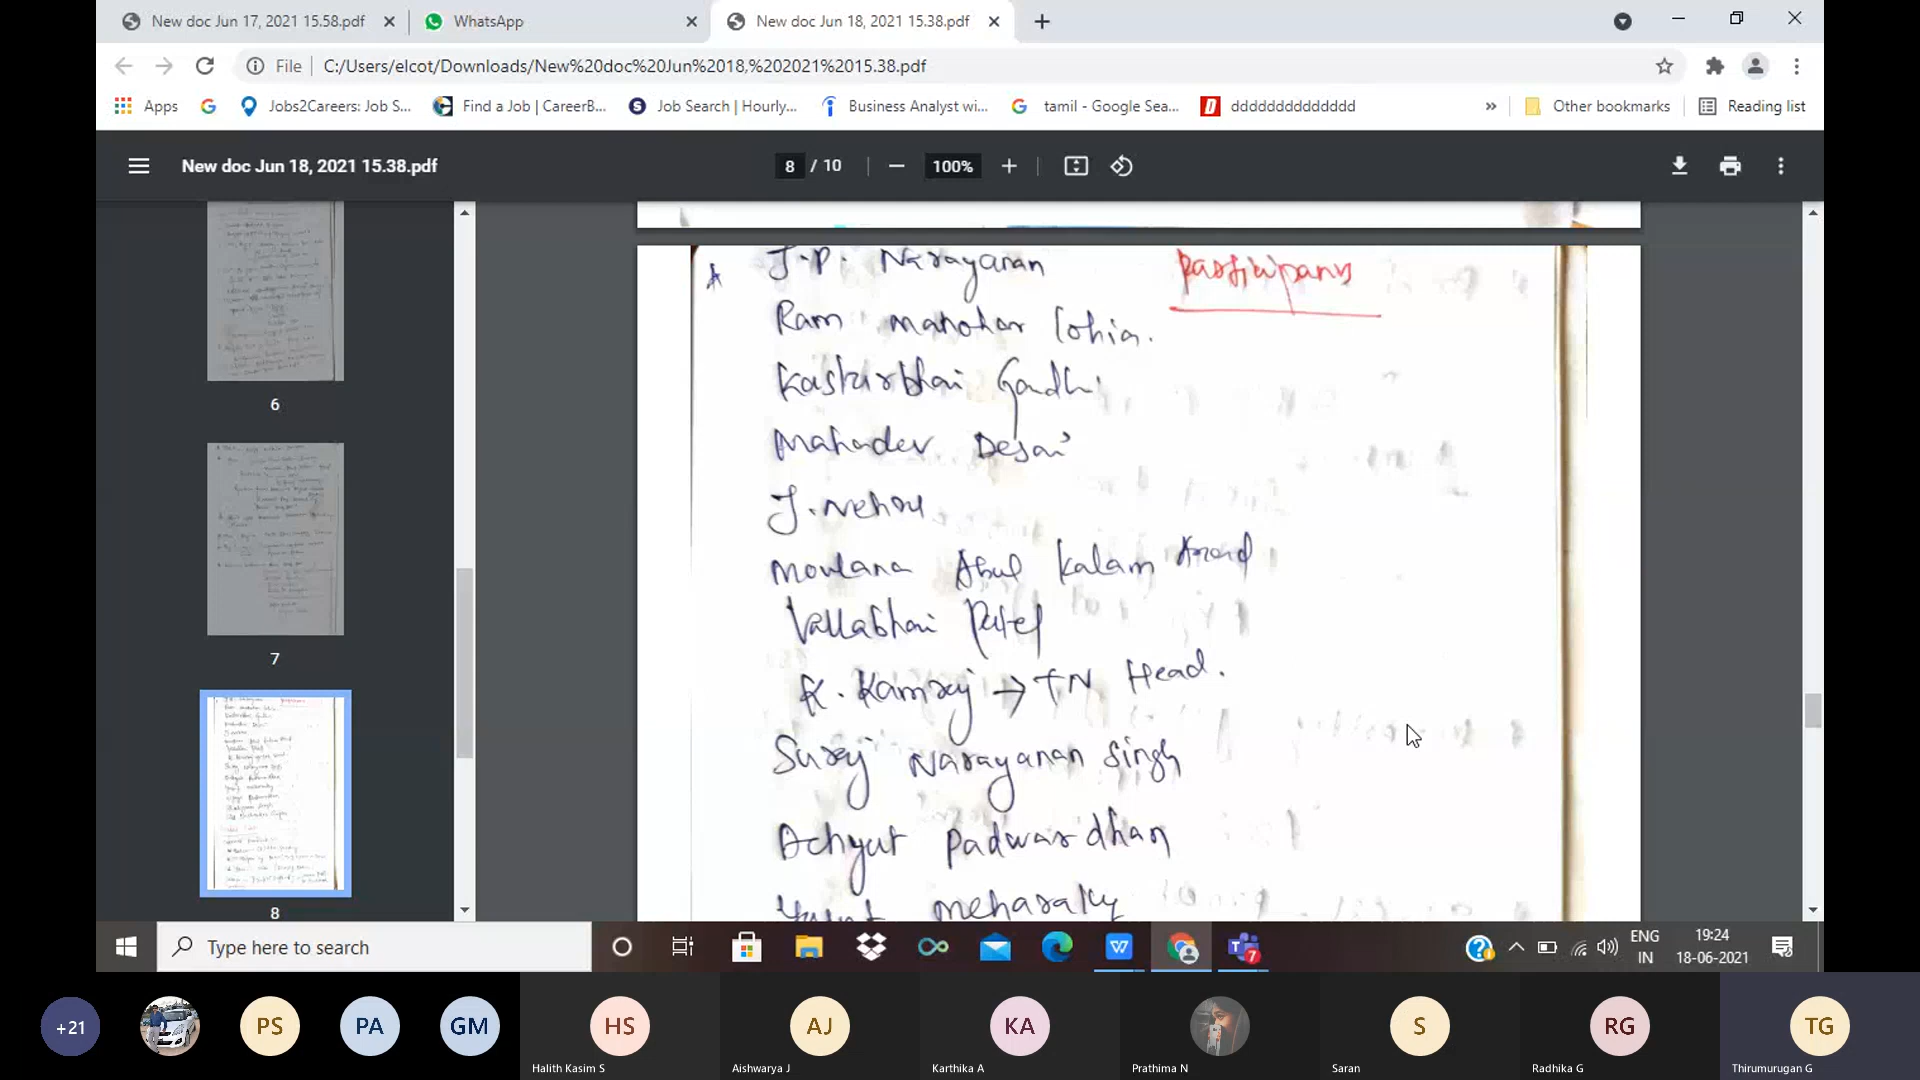 New doc Jun 17, 2021 15.58.pdf
WhatsApp
New doc Jun 18, 2021 15.38.pdf
File
C:/Users/elcot/Downloads/New%20doc%20Jun%2018,%202021%2015.38.pdf
Apps
Jobs2Careers: Job S...
Find a Job | CareerB...
Job Search | Hourly,...
Business Analyst wi...
tamil - Google Sea...
dddddddddddddd
»
Other bookmarks
Reading list
New doc Jun 18, 2021 15.38.pdf
8 / 10
100%
6
7
8
J.P. Narayanan
participants
Ram manohar Lohia.
Kasturbhai Gandhi
Mahadev Desai
J. Nehru
Moulana Abul Kalam Azad
Vallabhai Patel
K. Kamraj → TN Head.
Suraj Narayanan Singh
Achyut Padwardhan
meharally
Type here to search
ENG
IN
19:24
18-06-2021
7
+21
PS
PA
GM
HS
Halith Kasim S
AJ
Aishwarya J
KA
Karthika A
Prathima N
S
Saran
RG
Radhika G
TG
Thirumurugan G